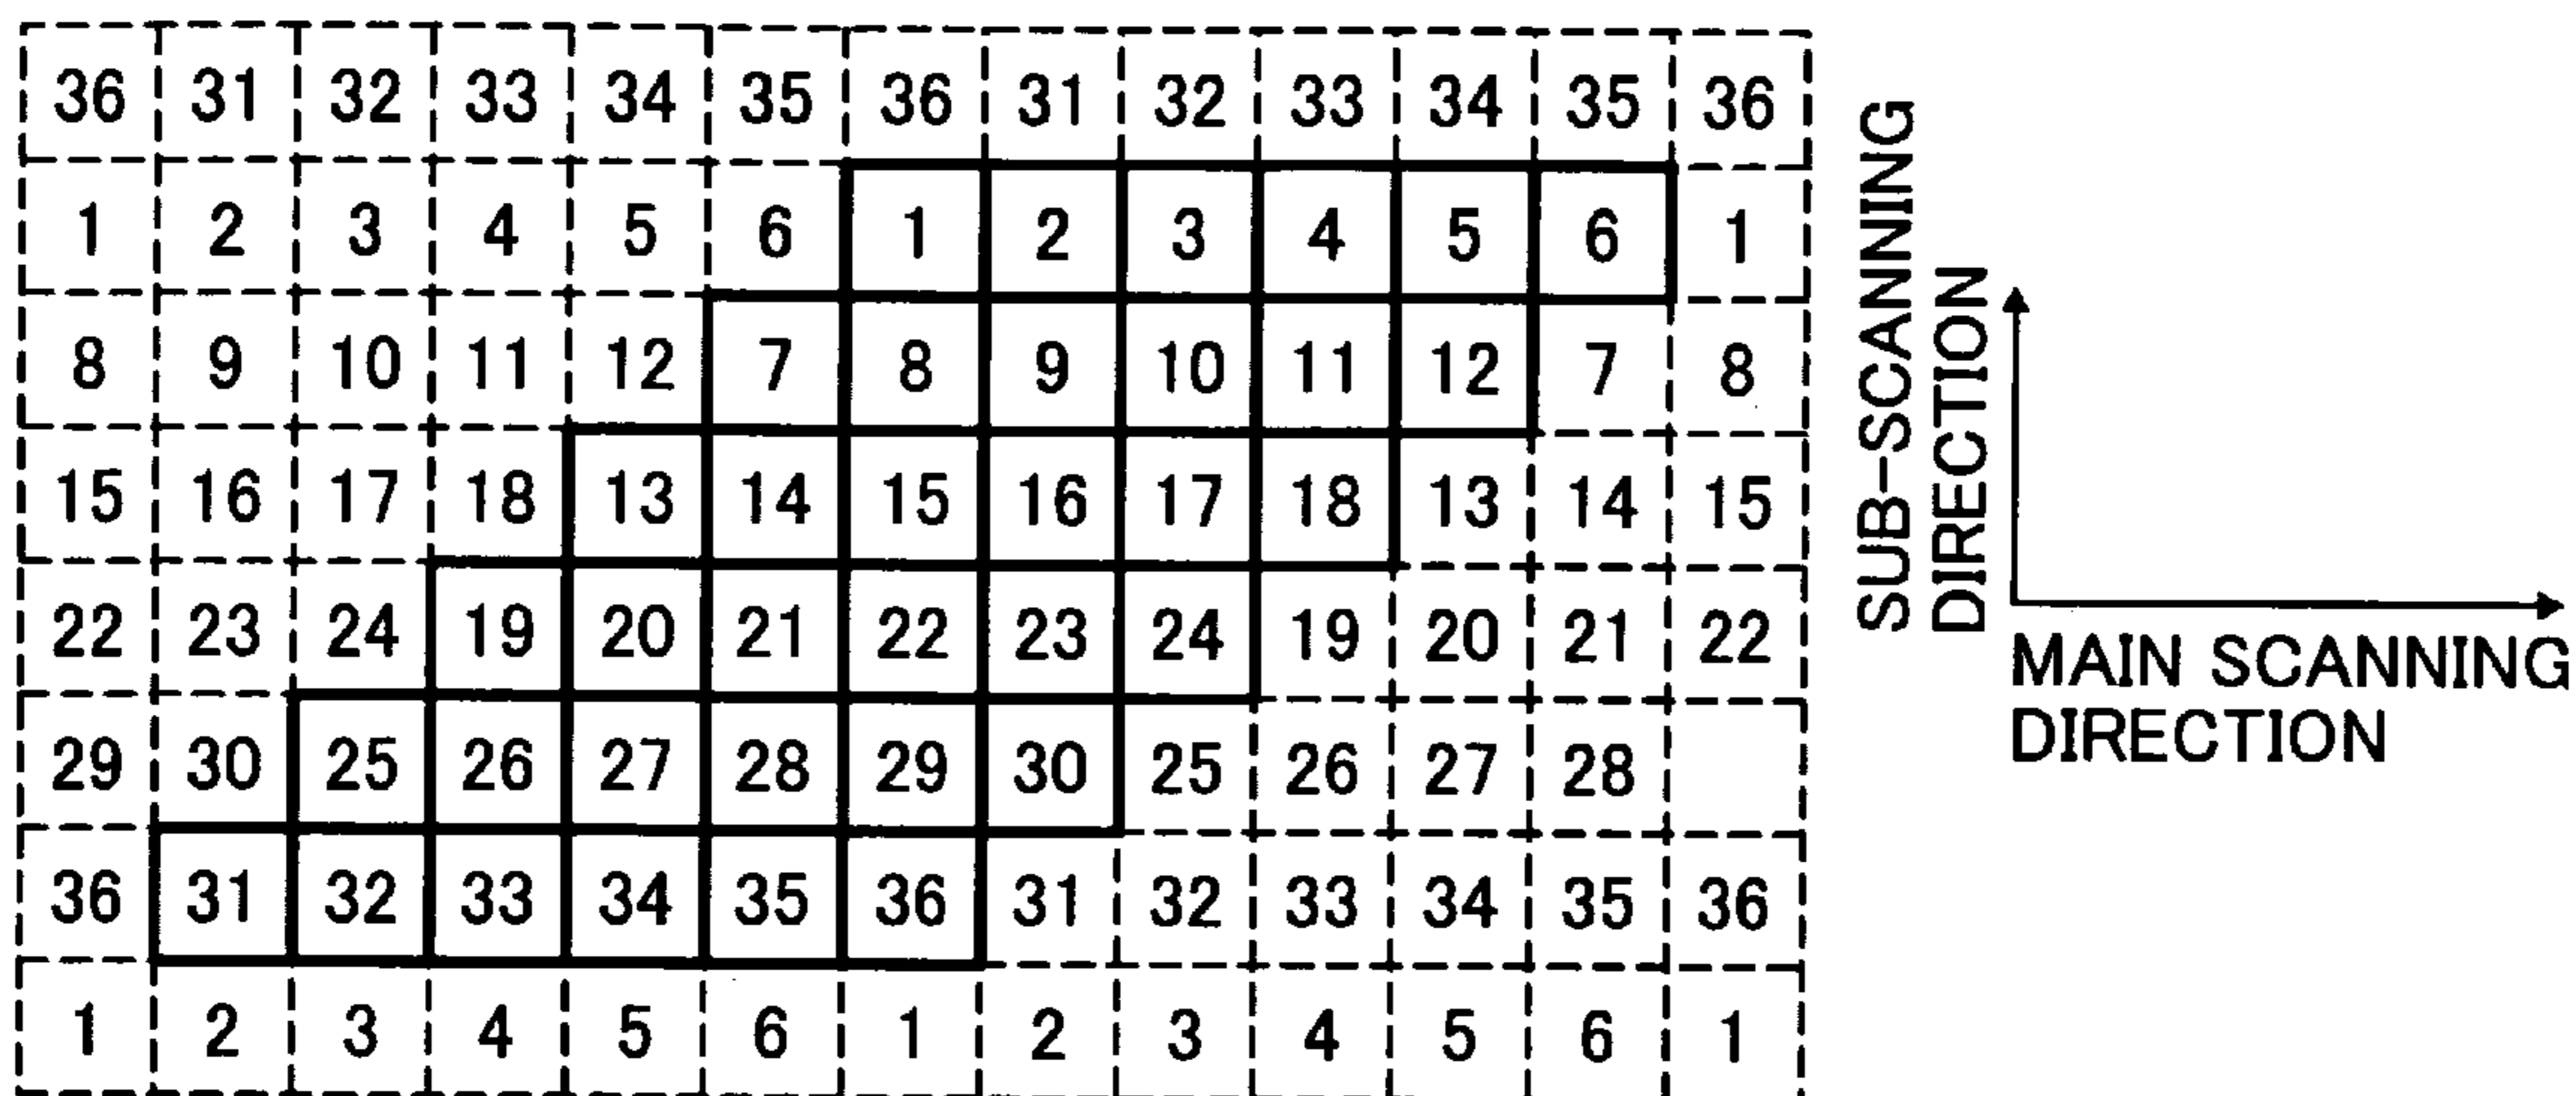 36 31 32 33 34 35 36 31 32 33 34 35 36
1 2 3 4 5 6 1 2 3 4 5 6 1
8 9 10 11 12 7 8 9 10 11 12 7 8
15 16 17 18 13 14 15 16 17 18 13 14 15
22 23 24 19 20 21 22 23 24 19 20 21 22
29 30 25 26 27 28 29 30 25 26 27 28
36 31 32 33 34 35 36 31 32 33 34 35 36
1 2 3 4 5 6 1 2 3 4 5 6 1
SUB-SCANNING
DIRECTION
MAIN SCANNING
DIRECTION